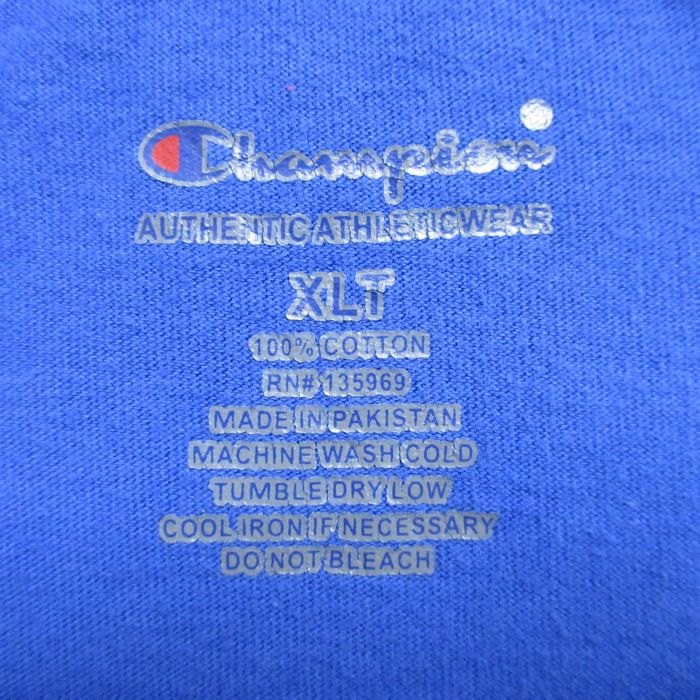 Champion
AUTHENTIC ATHLETICWEAR
XLT
100% COTTON
RN# 135969
MADE IN PAKISTAN
MACHINE WASH COLD
TUMBLE DRY LOW
COOL IRON IF NECESSARY
DO NOT BLEACH